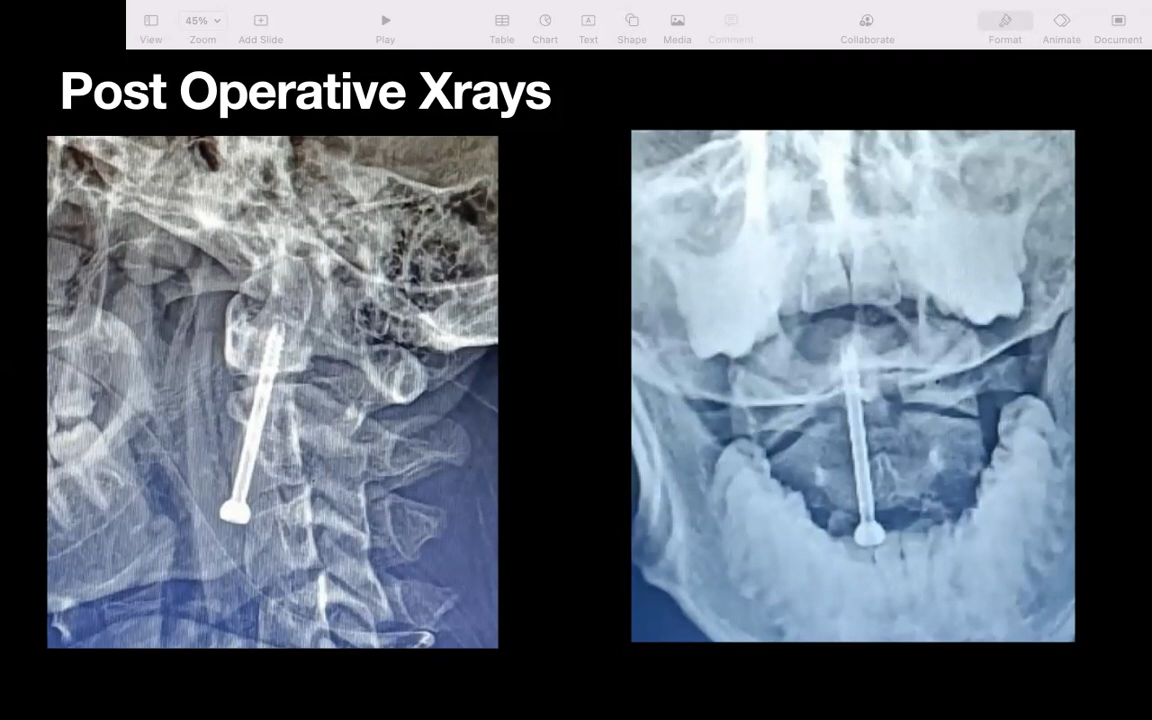 45%
View
Zoom
Add Slide
Play
Table
Chart
Text
Shape
Media
Comment
Collaborate
Format
Animate
Document
Post Operative Xrays